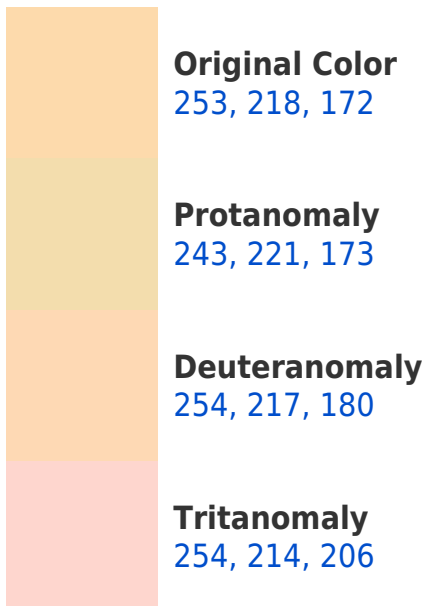 Original Color
253, 218, 172
Protanomaly
243, 221, 173
Deuteranomaly
254, 217, 180
Tritanomaly
254, 214, 206